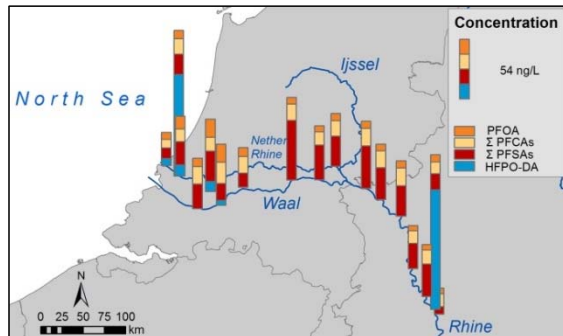 Concentration
54 ng/L
PFOA
Σ PFCAs
Σ PFSAs
HFPO-DA
North Sea
Ijssel
Nether
Rhine
Waal
N
0 25 50 75 100
km
Rhine